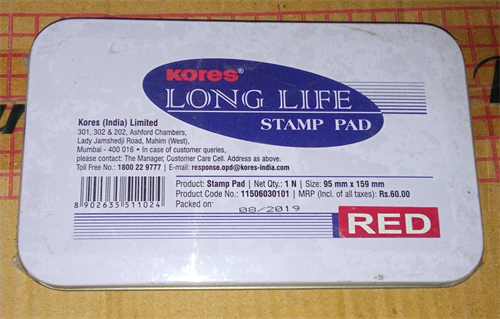 Kores®
LONG LIFE
STAMP PAD
Kores (India) Limited
301, 302 & 202, Ashford Chambers,
Lady Jamshedji Road, Mahim (West),
Mumbai - 400 016 • In case of customer queries,
please contact: The Manager, Customer Care Cell. Address as above.
Toll Free No.: 1800 22 9777 | E-mail: response.opd@kores-india.com
Product: Stamp Pad | Net Qty.: 1 N | Size: 95 mm x 159 mm
Product Code No.: 11506030101 | MRP (Incl. of all taxes): Rs.60.00
Packed on: 08/2019
8 902635 511024
RED